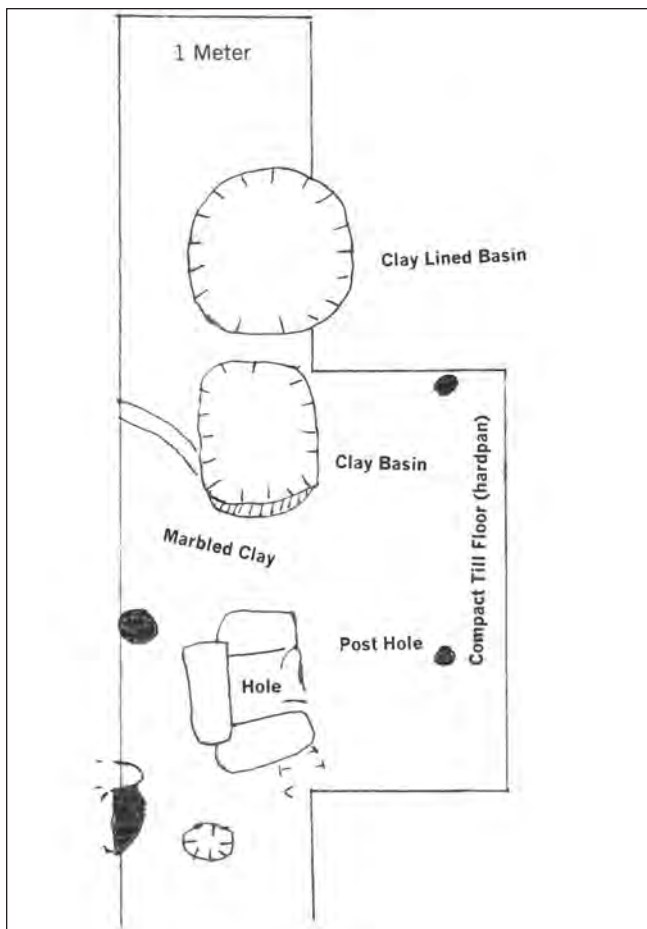 1 Meter
Clay Lined Basin
Clay Basin
Marbled Clay
Compact Till Floor (hardpan)
Post Hole
Hole